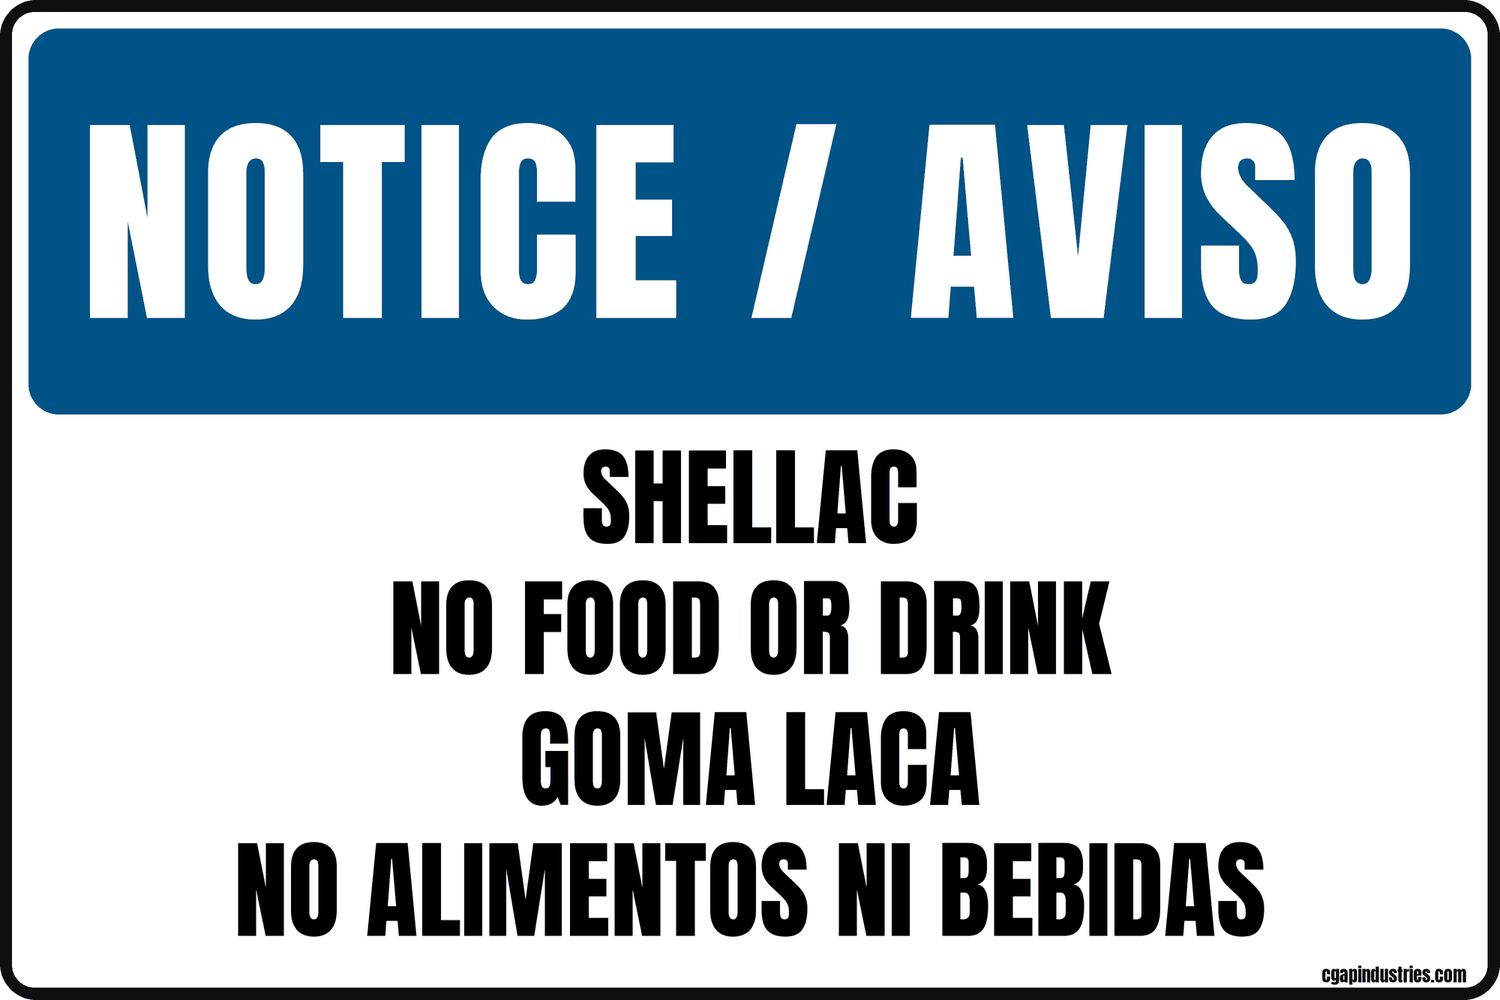 NOTICE / AVISO
SHELLAC
NO FOOD OR DRINK
GOMA LACA
NO ALIMENTOS NI BEBIDAS
cgapindustries.com